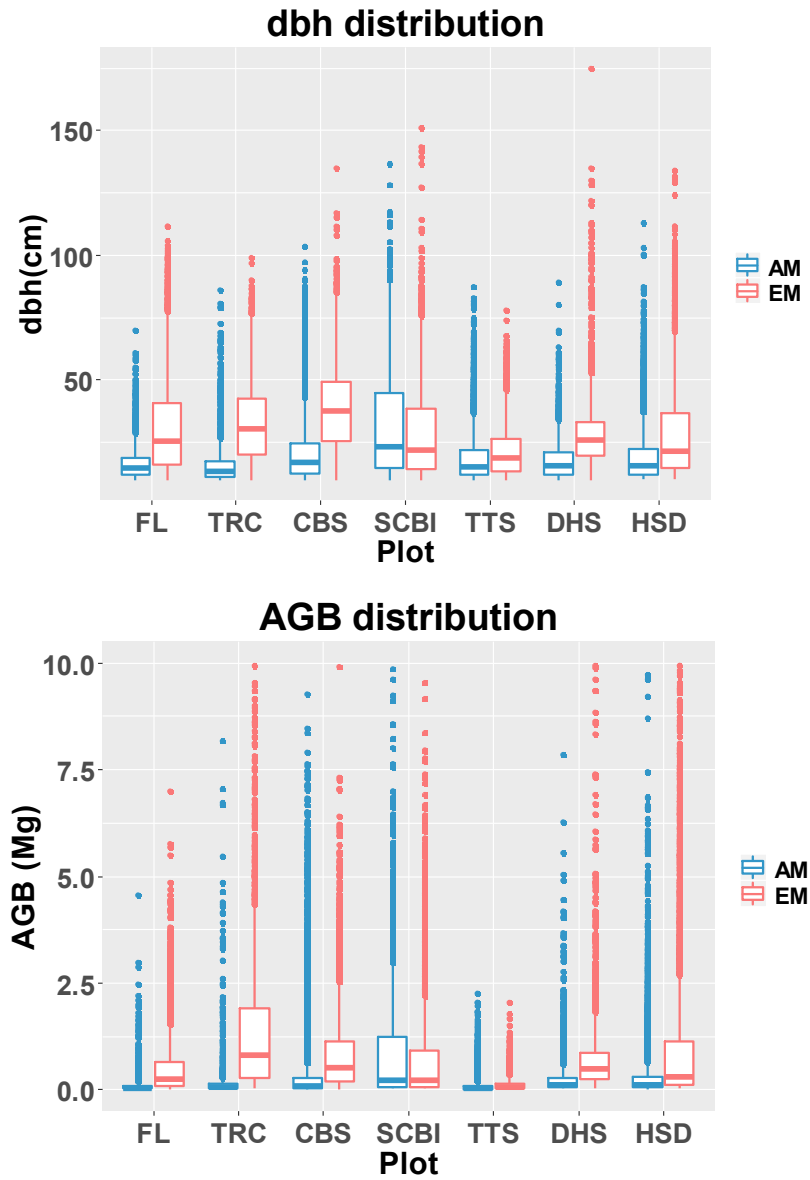 dbh distribution
150
100
50
dbh(cm)
AM
EM
FL TRC CBS SCBI TTS DHS HSD
Plot
AGB distribution
10.0
7.5
5.0
2.5
0.0
AGB (Mg)
AM
EM
FL TRC CBS SCBI TTS DHS HSD
Plot